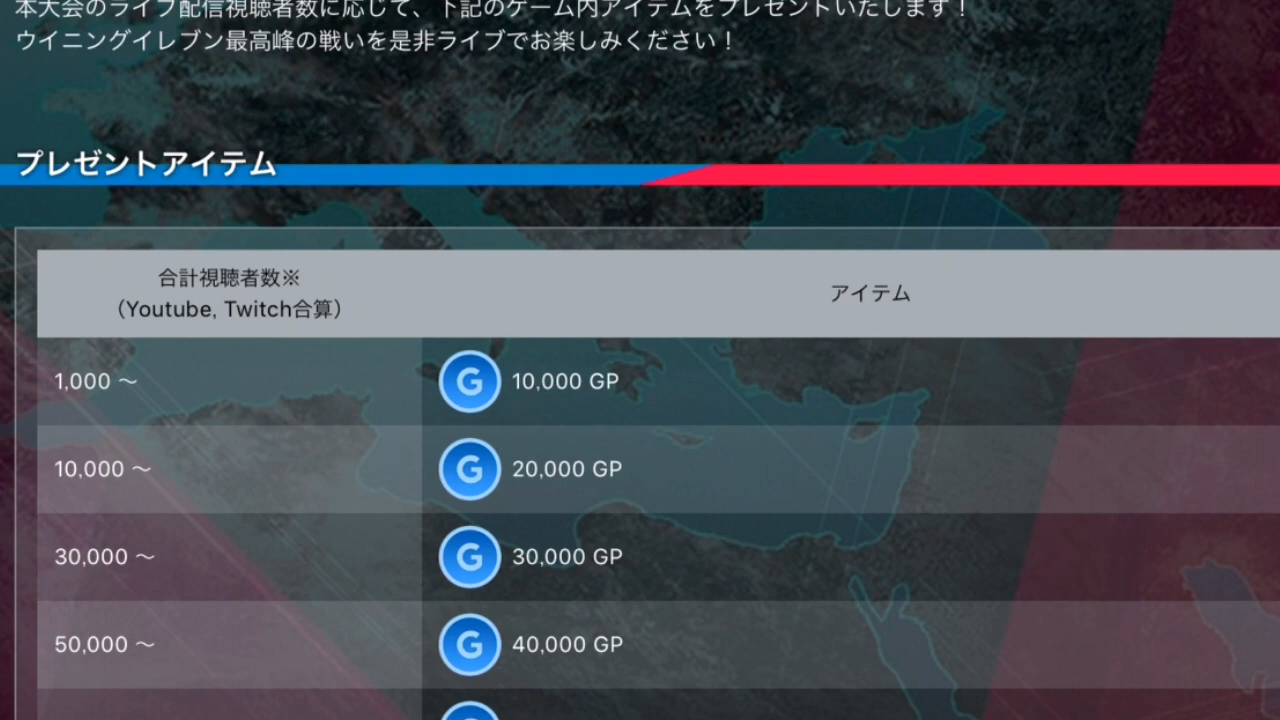 本大会のライブ配信視聴者数に応じて、下記のゲーム内アイテムをプレゼントいたします！
ウイニングイレブン最高峰の戦いを是非ライブでお楽しみください！
プレゼントアイテム
合計視聴者数※
（Youtube, Twitch合算）
アイテム
1,000 ～
G 10,000 GP
10,000 ～
G 20,000 GP
30,000 ～
G 30,000 GP
50,000 ～
G 40,000 GP